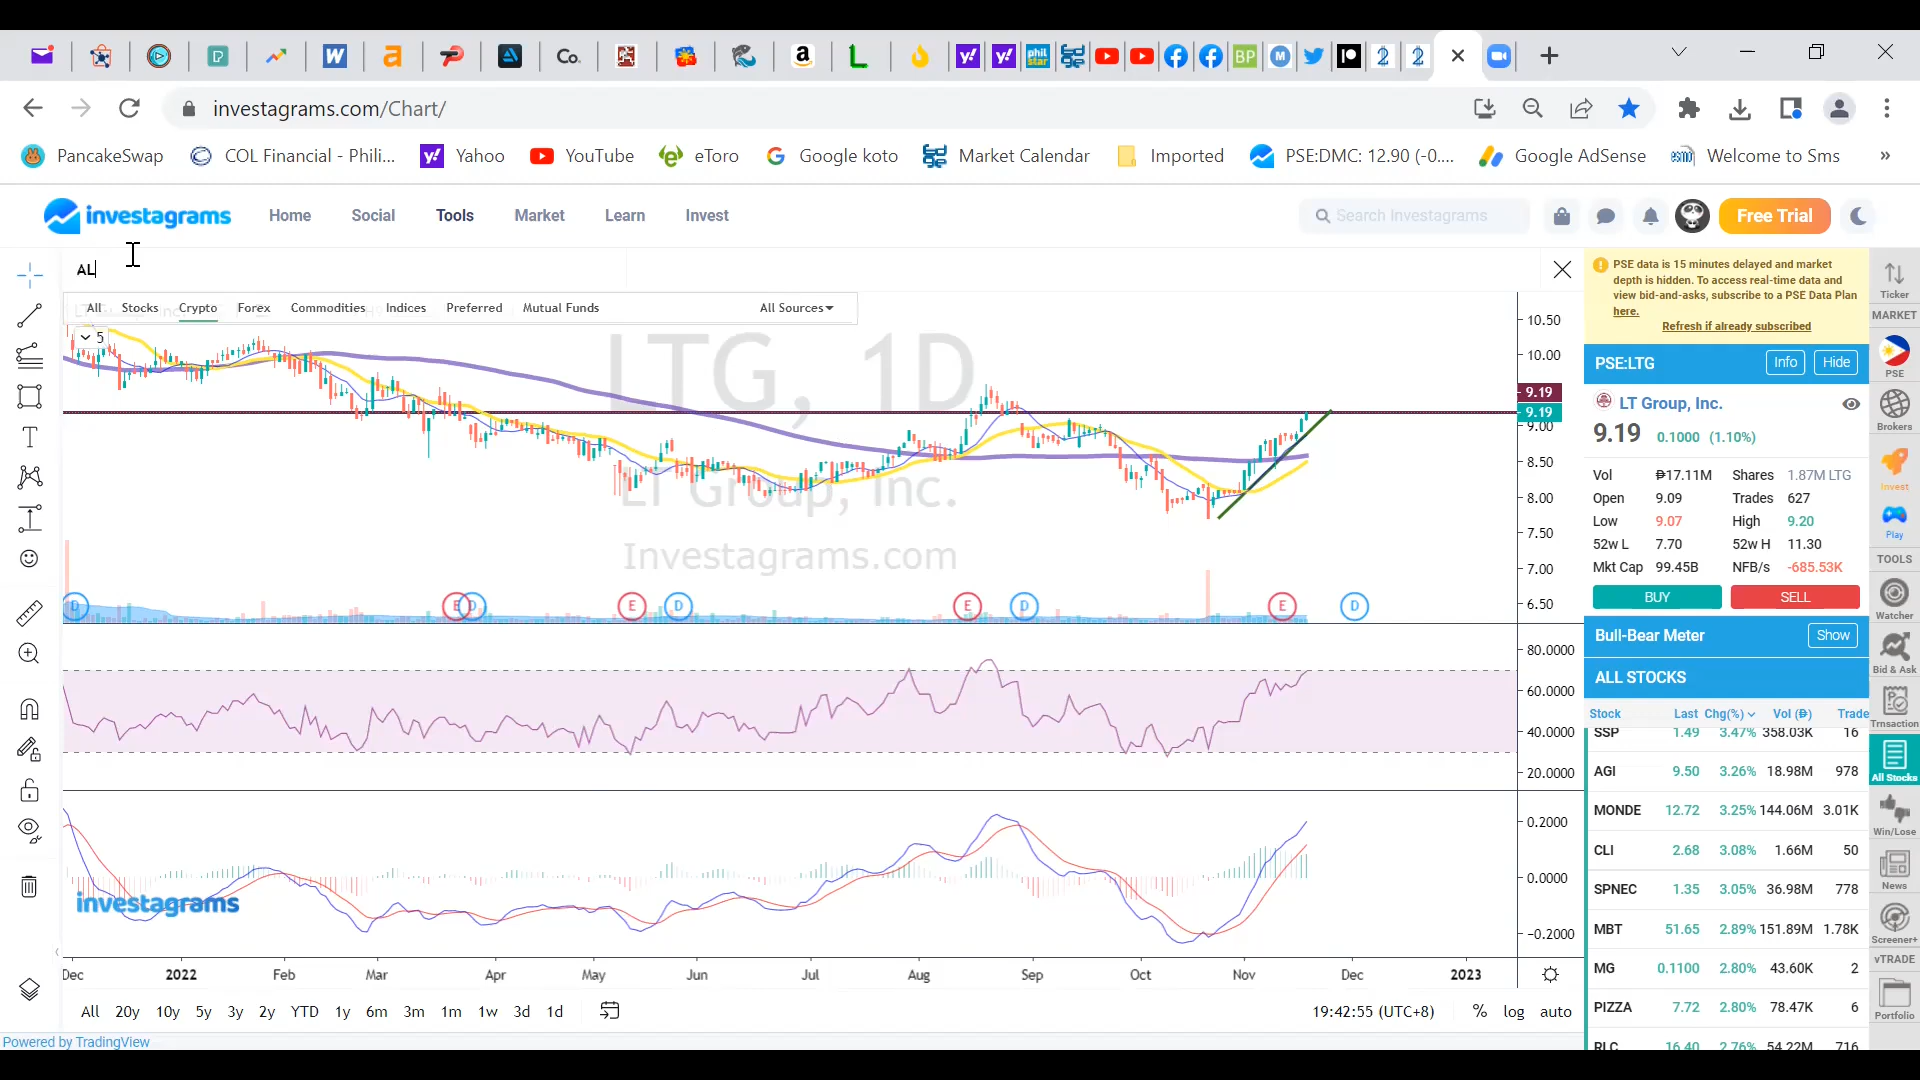 Co.
phil star
BP
investagrams.com/Chart/
PancakeSwap
COL Financial - Phili...
Yahoo
YouTube
eToro
Google koto
Market Calendar
Imported
PSE:DMC: 12.90 (-0....
Google AdSense
Welcome to Sms
»
investagrams
Home Social Tools Market Learn Invest
Search Investagrams
Free Trial
AL
All Stocks Crypto Forex Commodities Indices Preferred Mutual Funds All Sources
5
LTG, 1D
LT Group, Inc.
Investagrams.com
10.50
10.00
9.19
9.19
9.00
8.50
8.00
7.50
7.00
6.50
D E D E D E D E D
80.0000
60.0000
40.0000
20.0000
0.2000
0.0000
−0.2000
investagrams
Dec 2022 Feb Mar Apr May Jun Jul Aug Sep Oct Nov Dec 2023
All 20y 10y 5y 3y 2y YTD 1y 6m 3m 1m 1w 3d 1d
19:42:55 (UTC+8) % log auto
Powered by TradingView
PSE data is 15 minutes delayed and market
depth is hidden. To access real-time data and
view bid-and-asks, subscribe to a PSE Data Plan
here.
Refresh if already subscribed
PSE:LTG Info Hide
LT Group, Inc.
9.19 0.1000 (1.10%)
Vol ₱17.11M Shares 1.87M LTG
Open 9.09 Trades 627
Low 9.07 High 9.20
52w L 7.70 52w H 11.30
Mkt Cap 99.45B NFB/s -685.53K
BUY SELL
Bull-Bear Meter Show
ALL STOCKS
Stock Last Chg(%) Vol (₱) Trade
SSP 1.49 3.47% 358.03K 16
AGI 9.50 3.26% 18.98M 978
MONDE 12.72 3.25% 144.06M 3.01K
CLI 2.68 3.08% 1.66M 50
SPNEC 1.35 3.05% 36.98M 778
MBT 51.65 2.89% 151.89M 1.78K
MG 0.1100 2.80% 43.60K 2
PIZZA 7.72 2.80% 78.47K 6
RLC 16.40 2.76% 54.22M 716
Ticker
MARKET
PSE
Brokers
Invest
Play
TOOLS
Watcher
Bid & Ask
Trnsaction
All Stocks
Win/Lose
News
Screener+
vTRADE
Portfolio